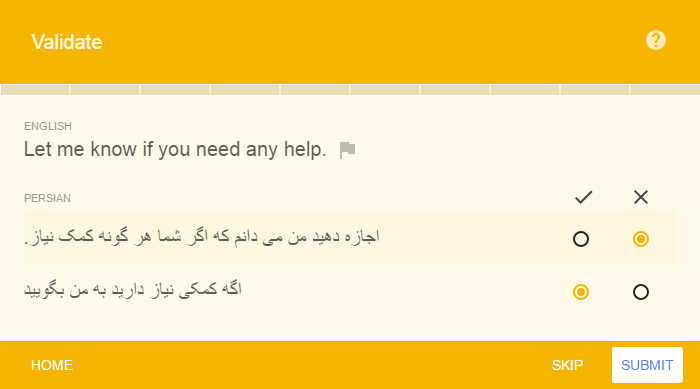 Validate
ENGLISH
Let me know if you need any help.
PERSIAN
اجازه دهید من می دانم که اگر شما هر گونه کمک نیاز.
اگه کمکی نیاز دارید به من بگویید
HOME
SKIP
SUBMIT